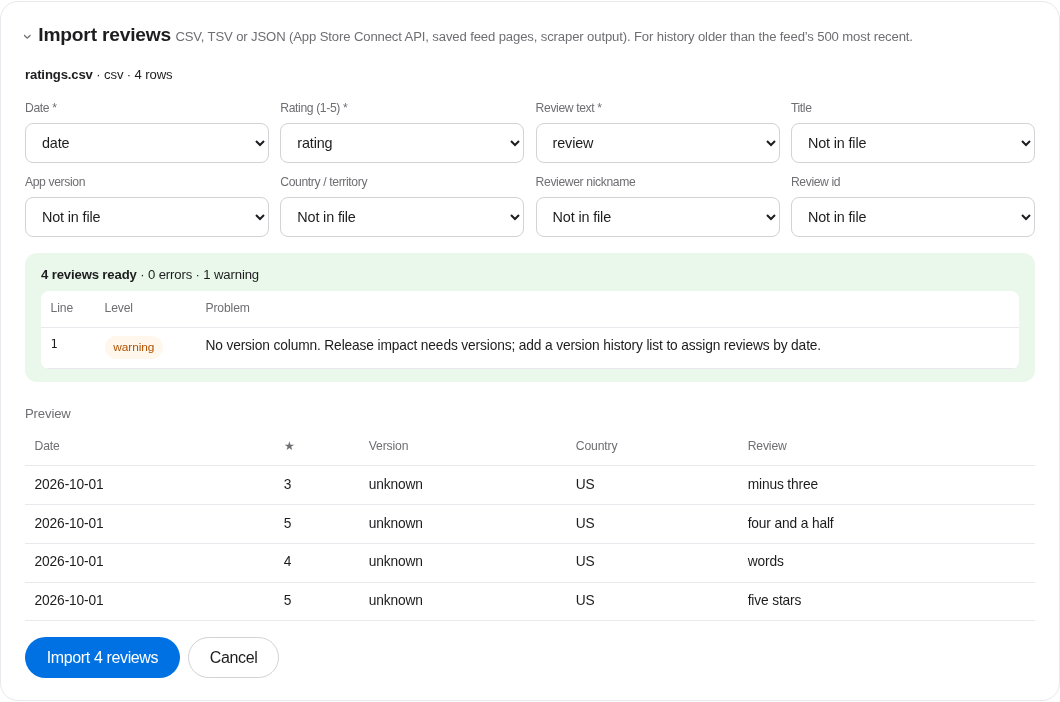 Import reviews CSV, TSV or JSON (App Store Connect API, saved feed pages, scraper output). For history older than the feed's 500 most recent.
ratings.csv · csv · 4 rows
Date * Rating (1-5) * Review text * Title
date rating review Not in file
App version Country / territory Reviewer nickname Review id
Not in file Not in file Not in file Not in file
4 reviews ready · 0 errors · 1 warning
Line Level Problem
1 warning No version column. Release impact needs versions; add a version history list to assign reviews by date.
Preview
Date ★ Version Country Review
2026-10-01 3 unknown US minus three
2026-10-01 5 unknown US four and a half
2026-10-01 4 unknown US words
2026-10-01 5 unknown US five stars
Import 4 reviews Cancel